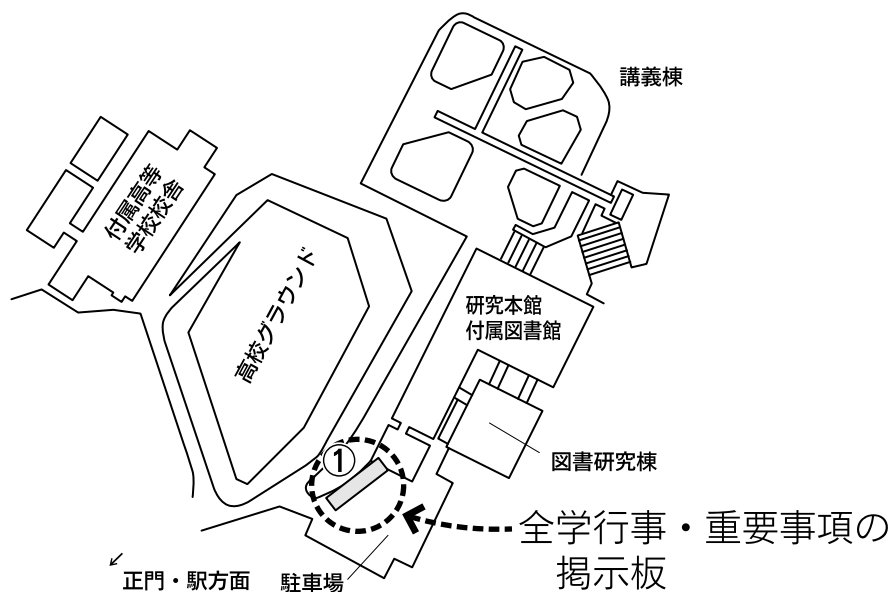 講義棟
付属高等
学校校舎
高校グラウンド
研究本館
付属図書館
図書研究棟
①
全学行事・重要事項の
掲示板
正門・駅方面
駐車場